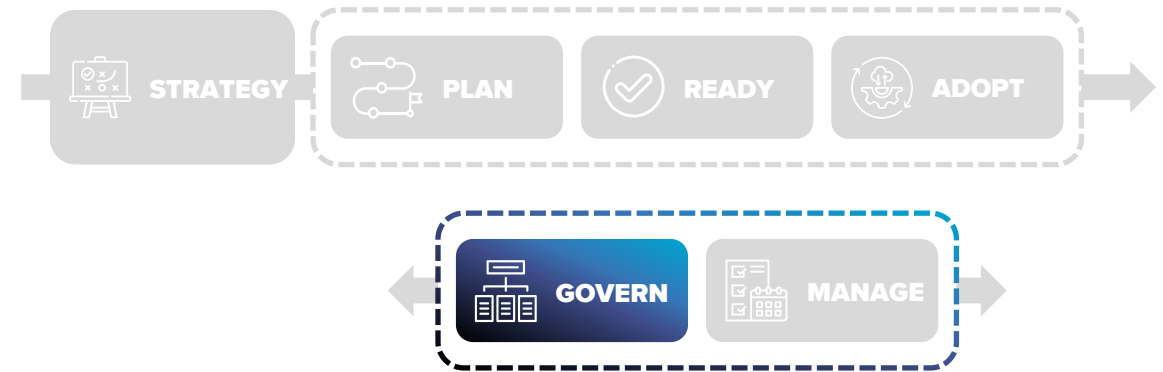 STRATEGY
PLAN
READY
ADOPT
GOVERN
MANAGE